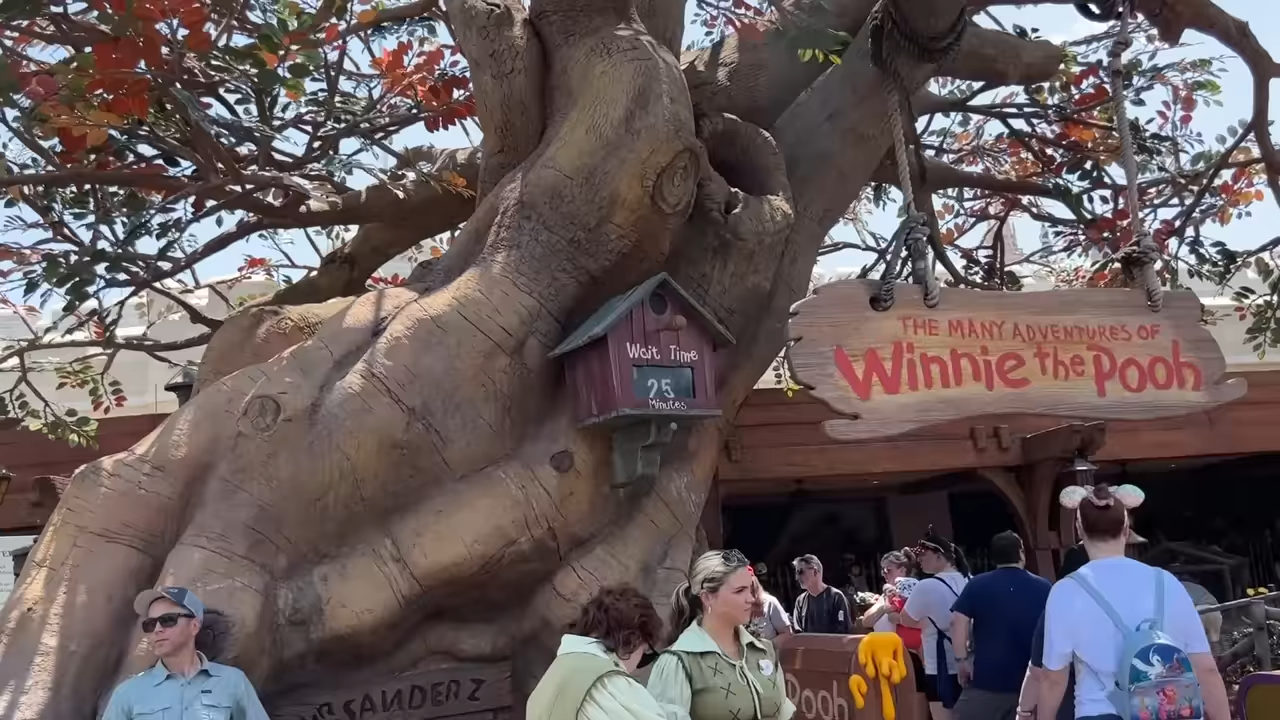 THE MANY ADVENTURES OF
Winnie the Pooh
Wait Time
25
Minutes
SANDERZ
Pooh